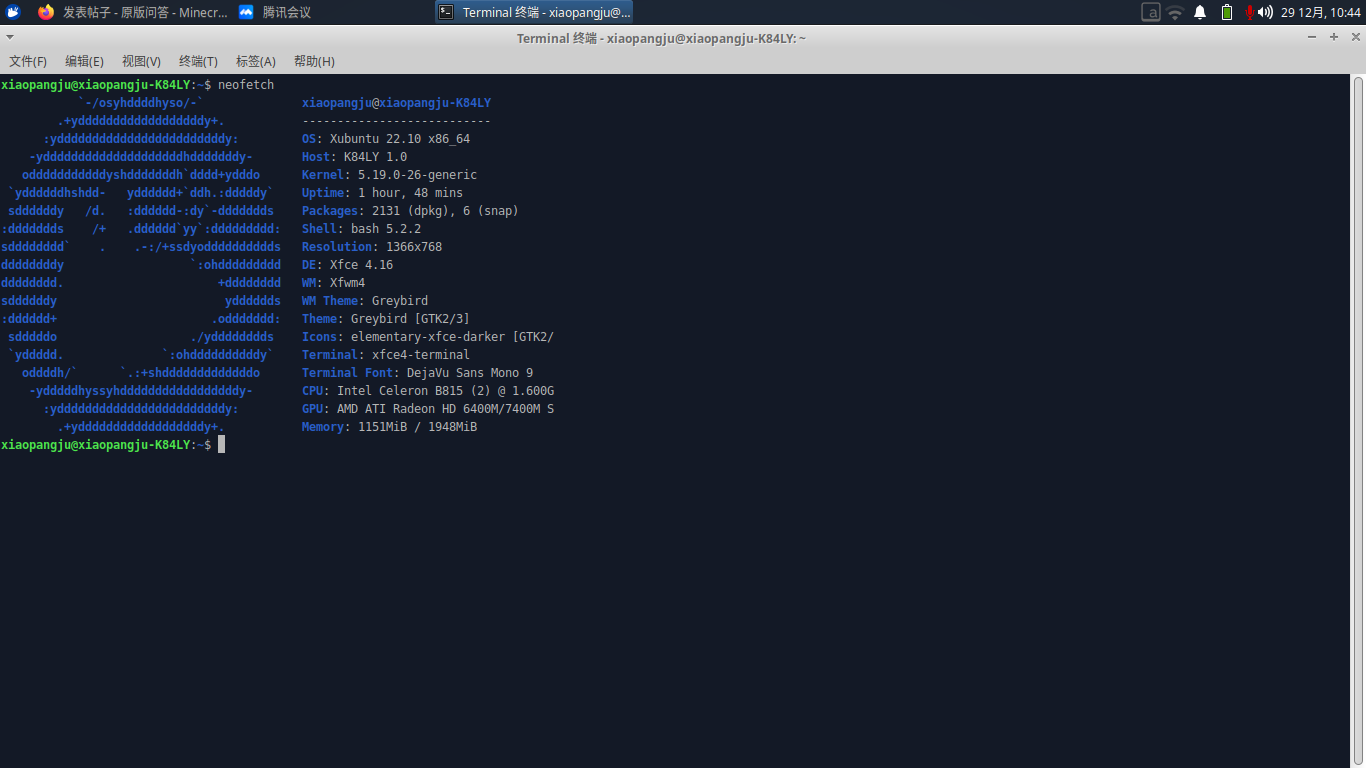 发表帖子 - 原版问答 - Minecr... 腾讯会议 Terminal 终端 - xiaopangju@... a 29 12月, 10:44
Terminal 终端 - xiaopangju@xiaopangju-K84LY: ~
文件(F) 编辑(E) 视图(V) 终端(T) 标签(A) 帮助(H)
xiaopangju@xiaopangju-K84LY:~$ neofetch
`-/osyhddddhyso/-` xiaopangju@xiaopangju-K84LY
.+yddddddddddddddddddy+. ---------------------------
:yddddddddddddddddddddddddy: OS: Xubuntu 22.10 x86_64
-yddddddddddddddddddddhdddddddy- Host: K84LY 1.0
odddddddddddyshdddddddh`dddd+ydddo Kernel: 5.19.0-26-generic
`yddddddhshdd- ydddddd+`ddh.:dddddy` Uptime: 1 hour, 48 mins
sddddddy /d. :dddddd-:dy`-ddddddds Packages: 2131 (dpkg), 6 (snap)
:ddddddds /+ .dddddd`yy`:ddddddddd: Shell: bash 5.2.2
sdddddddd` . .-:/+ssdyodddddddddds Resolution: 1366x768
ddddddddy `:ohddddddddd DE: Xfce 4.16
dddddddd. +dddddddd WM: Xfwm4
sddddddy ydddddds WM Theme: Greybird
:dddddd+ .oddddddd: Theme: Greybird [GTK2/3]
sdddddo ./ydddddddds Icons: elementary-xfce-darker [GTK2/
`yddddd. `:ohddddddddddy` Terminal: xfce4-terminal
oddddh/` `.:+shdddddddddddddo Terminal Font: DejaVu Sans Mono 9
-ydddddhyssyhdddddddddddddddddy- CPU: Intel Celeron B815 (2) @ 1.600G
:yddddddddddddddddddddddddy: GPU: AMD ATI Radeon HD 6400M/7400M S
.+yddddddddddddddddddy+. Memory: 1151MiB / 1948MiB
xiaopangju@xiaopangju-K84LY:~$